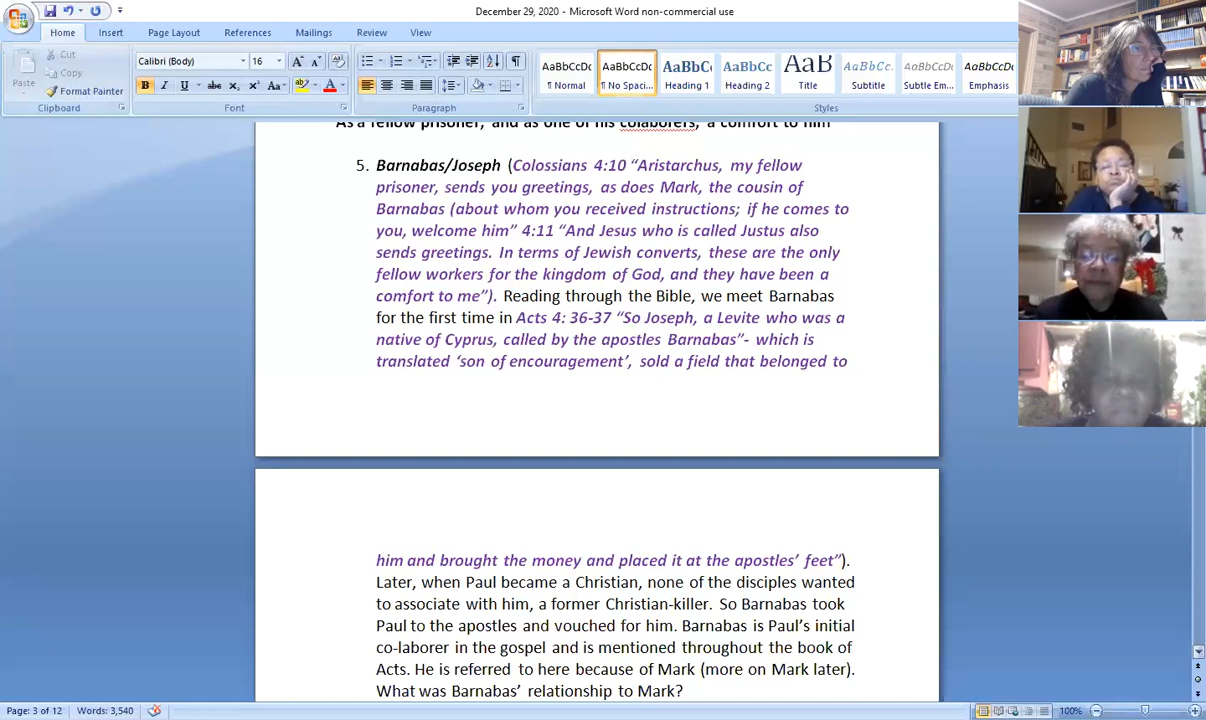 December 29, 2020 - Microsoft Word non-commercial use
Home Insert Page Layout References Mailings Review View
Cut
Copy
Paste
Format Painter
Clipboard
Calibri (Body) 16
Font
Paragraph
AaBbCcDc AaBbCcDc AaBbC AaBbCc AaB AaBbCc AaBbCcDc AaBbCcDc
¶ Normal ¶ No Spaci... Heading 1 Heading 2 Title Subtitle Subtle Em... Emphasis
Styles
As a fellow prisoner, and as one of his colaborers, a comfort to him
5. Barnabas/Joseph (Colossians 4:10 “Aristarchus, my fellow
prisoner, sends you greetings, as does Mark, the cousin of
Barnabas (about whom you received instructions; if he comes to
you, welcome him” 4:11 “And Jesus who is called Justus also
sends greetings. In terms of Jewish converts, these are the only
fellow workers for the kingdom of God, and they have been a
comfort to me”). Reading through the Bible, we meet Barnabas
for the first time in Acts 4: 36-37 “So Joseph, a Levite who was a
native of Cyprus, called by the apostles Barnabas”- which is
translated ‘son of encouragement’, sold a field that belonged to
him and brought the money and placed it at the apostles’ feet”).
Later, when Paul became a Christian, none of the disciples wanted
to associate with him, a former Christian-killer. So Barnabas took
Paul to the apostles and vouched for him. Barnabas is Paul’s initial
co-laborer in the gospel and is mentioned throughout the book of
Acts. He is referred to here because of Mark (more on Mark later).
What was Barnabas’ relationship to Mark?
Page: 3 of 12 Words: 3,540 100%